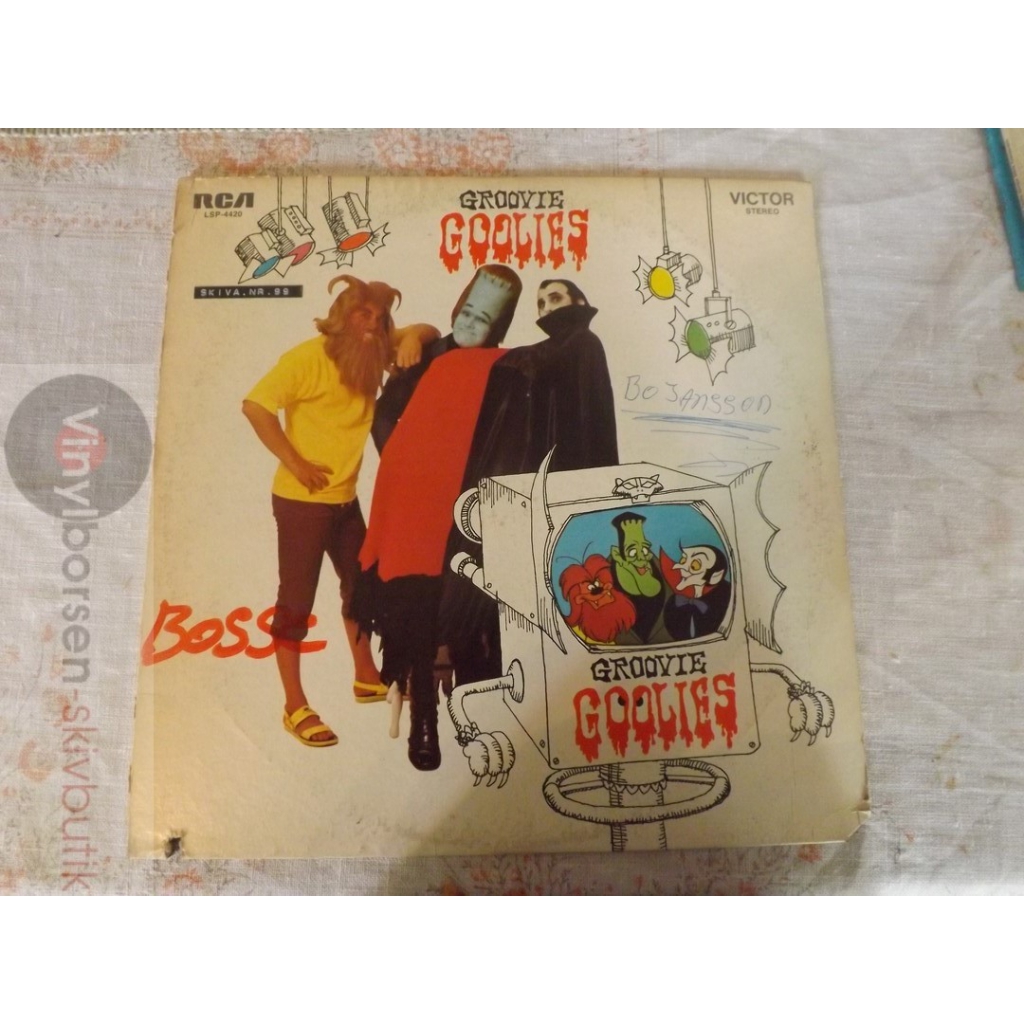 RCA
LSP-4420
GROOVIE
GOOLIES
VICTOR
STEREO
SKIVA.NR.99
Bo JAnsson
BOSSE
GROOVIE
GOOLIES
Vinylborsen-skivbutik